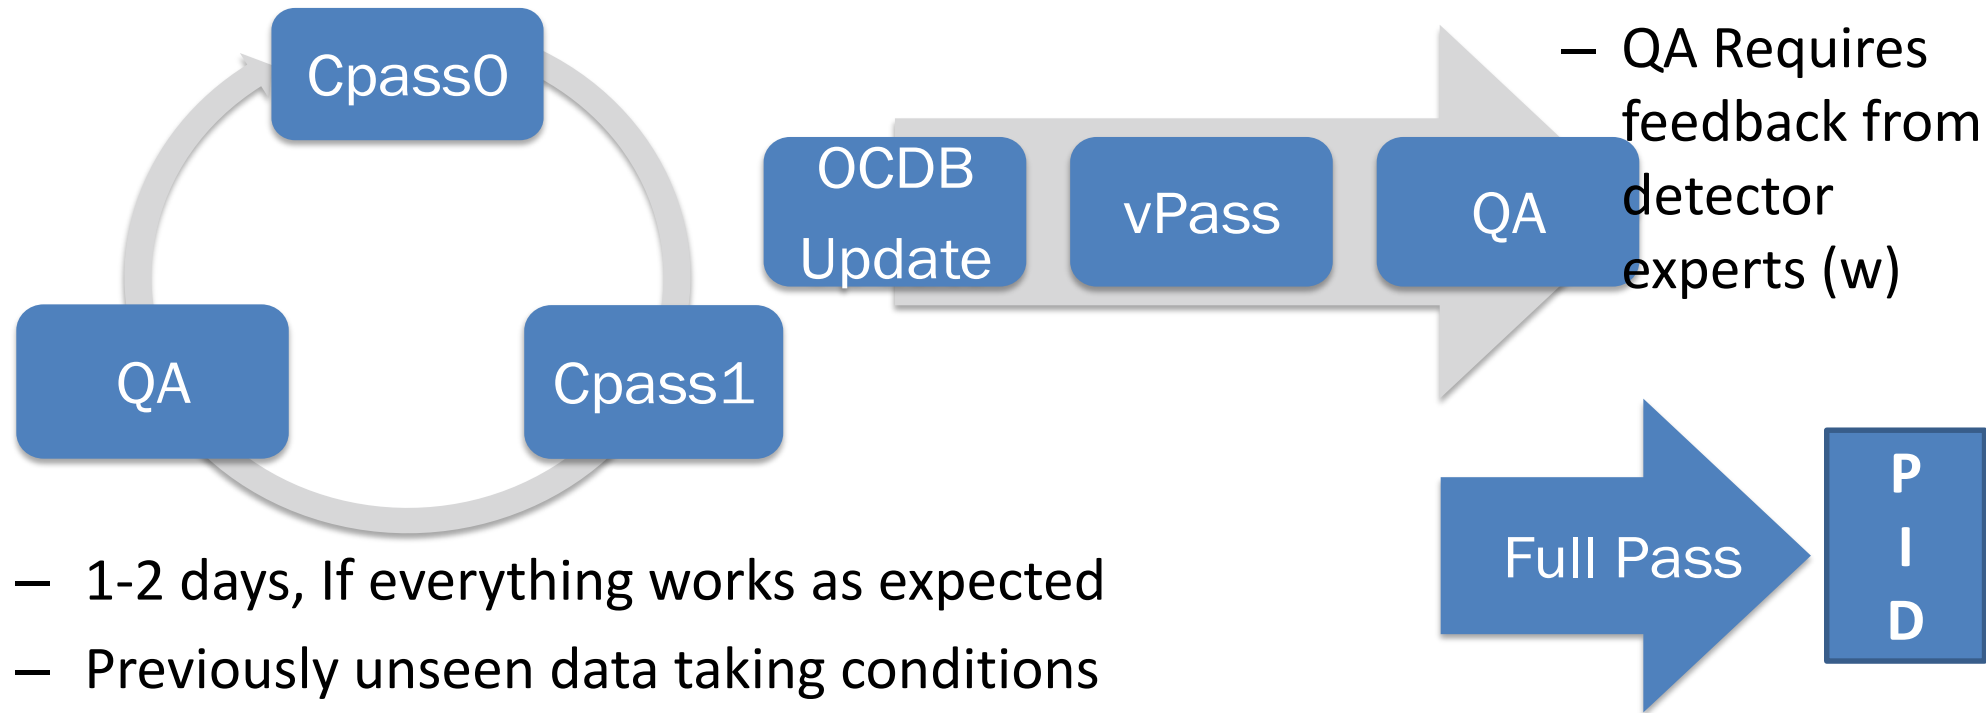 Cpass0
QA
Cpass1
OCDB
Update
vPass
QA
– QA Requires
feedback from
detector
experts (w)
– 1-2 days, If everything works as expected
– Previously unseen data taking conditions
Full Pass
P
I
D